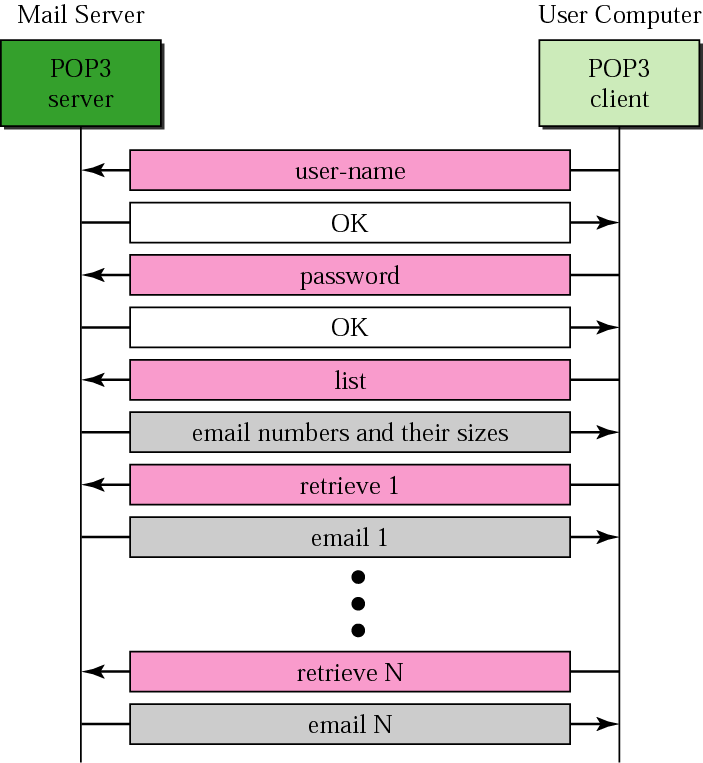 Mail Server
User Computer
POP3
server
POP3
client
user-name
OK
password
OK
list
email numbers and their sizes
retrieve 1
email 1
retrieve N
email N